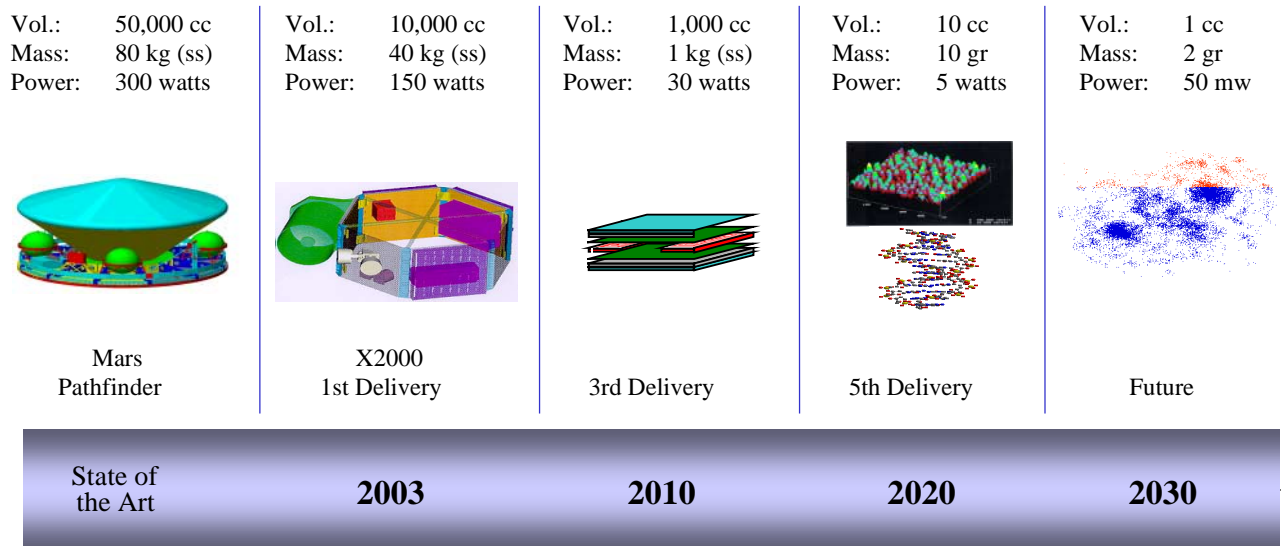 Vol.: 50,000 cc
Mass: 80 kg (ss)
Power: 300 watts
Vol.: 10,000 cc
Mass: 40 kg (ss)
Power: 150 watts
Vol.: 1,000 cc
Mass: 1 kg (ss)
Power: 30 watts
Vol.: 10 cc
Mass: 10 gr
Power: 5 watts
Vol.: 1 cc
Mass: 2 gr
Power: 50 mw
Mars
Pathfinder
X2000
1st Delivery
3rd Delivery
5th Delivery
Future
State of
the Art
2003
2010
2020
2030